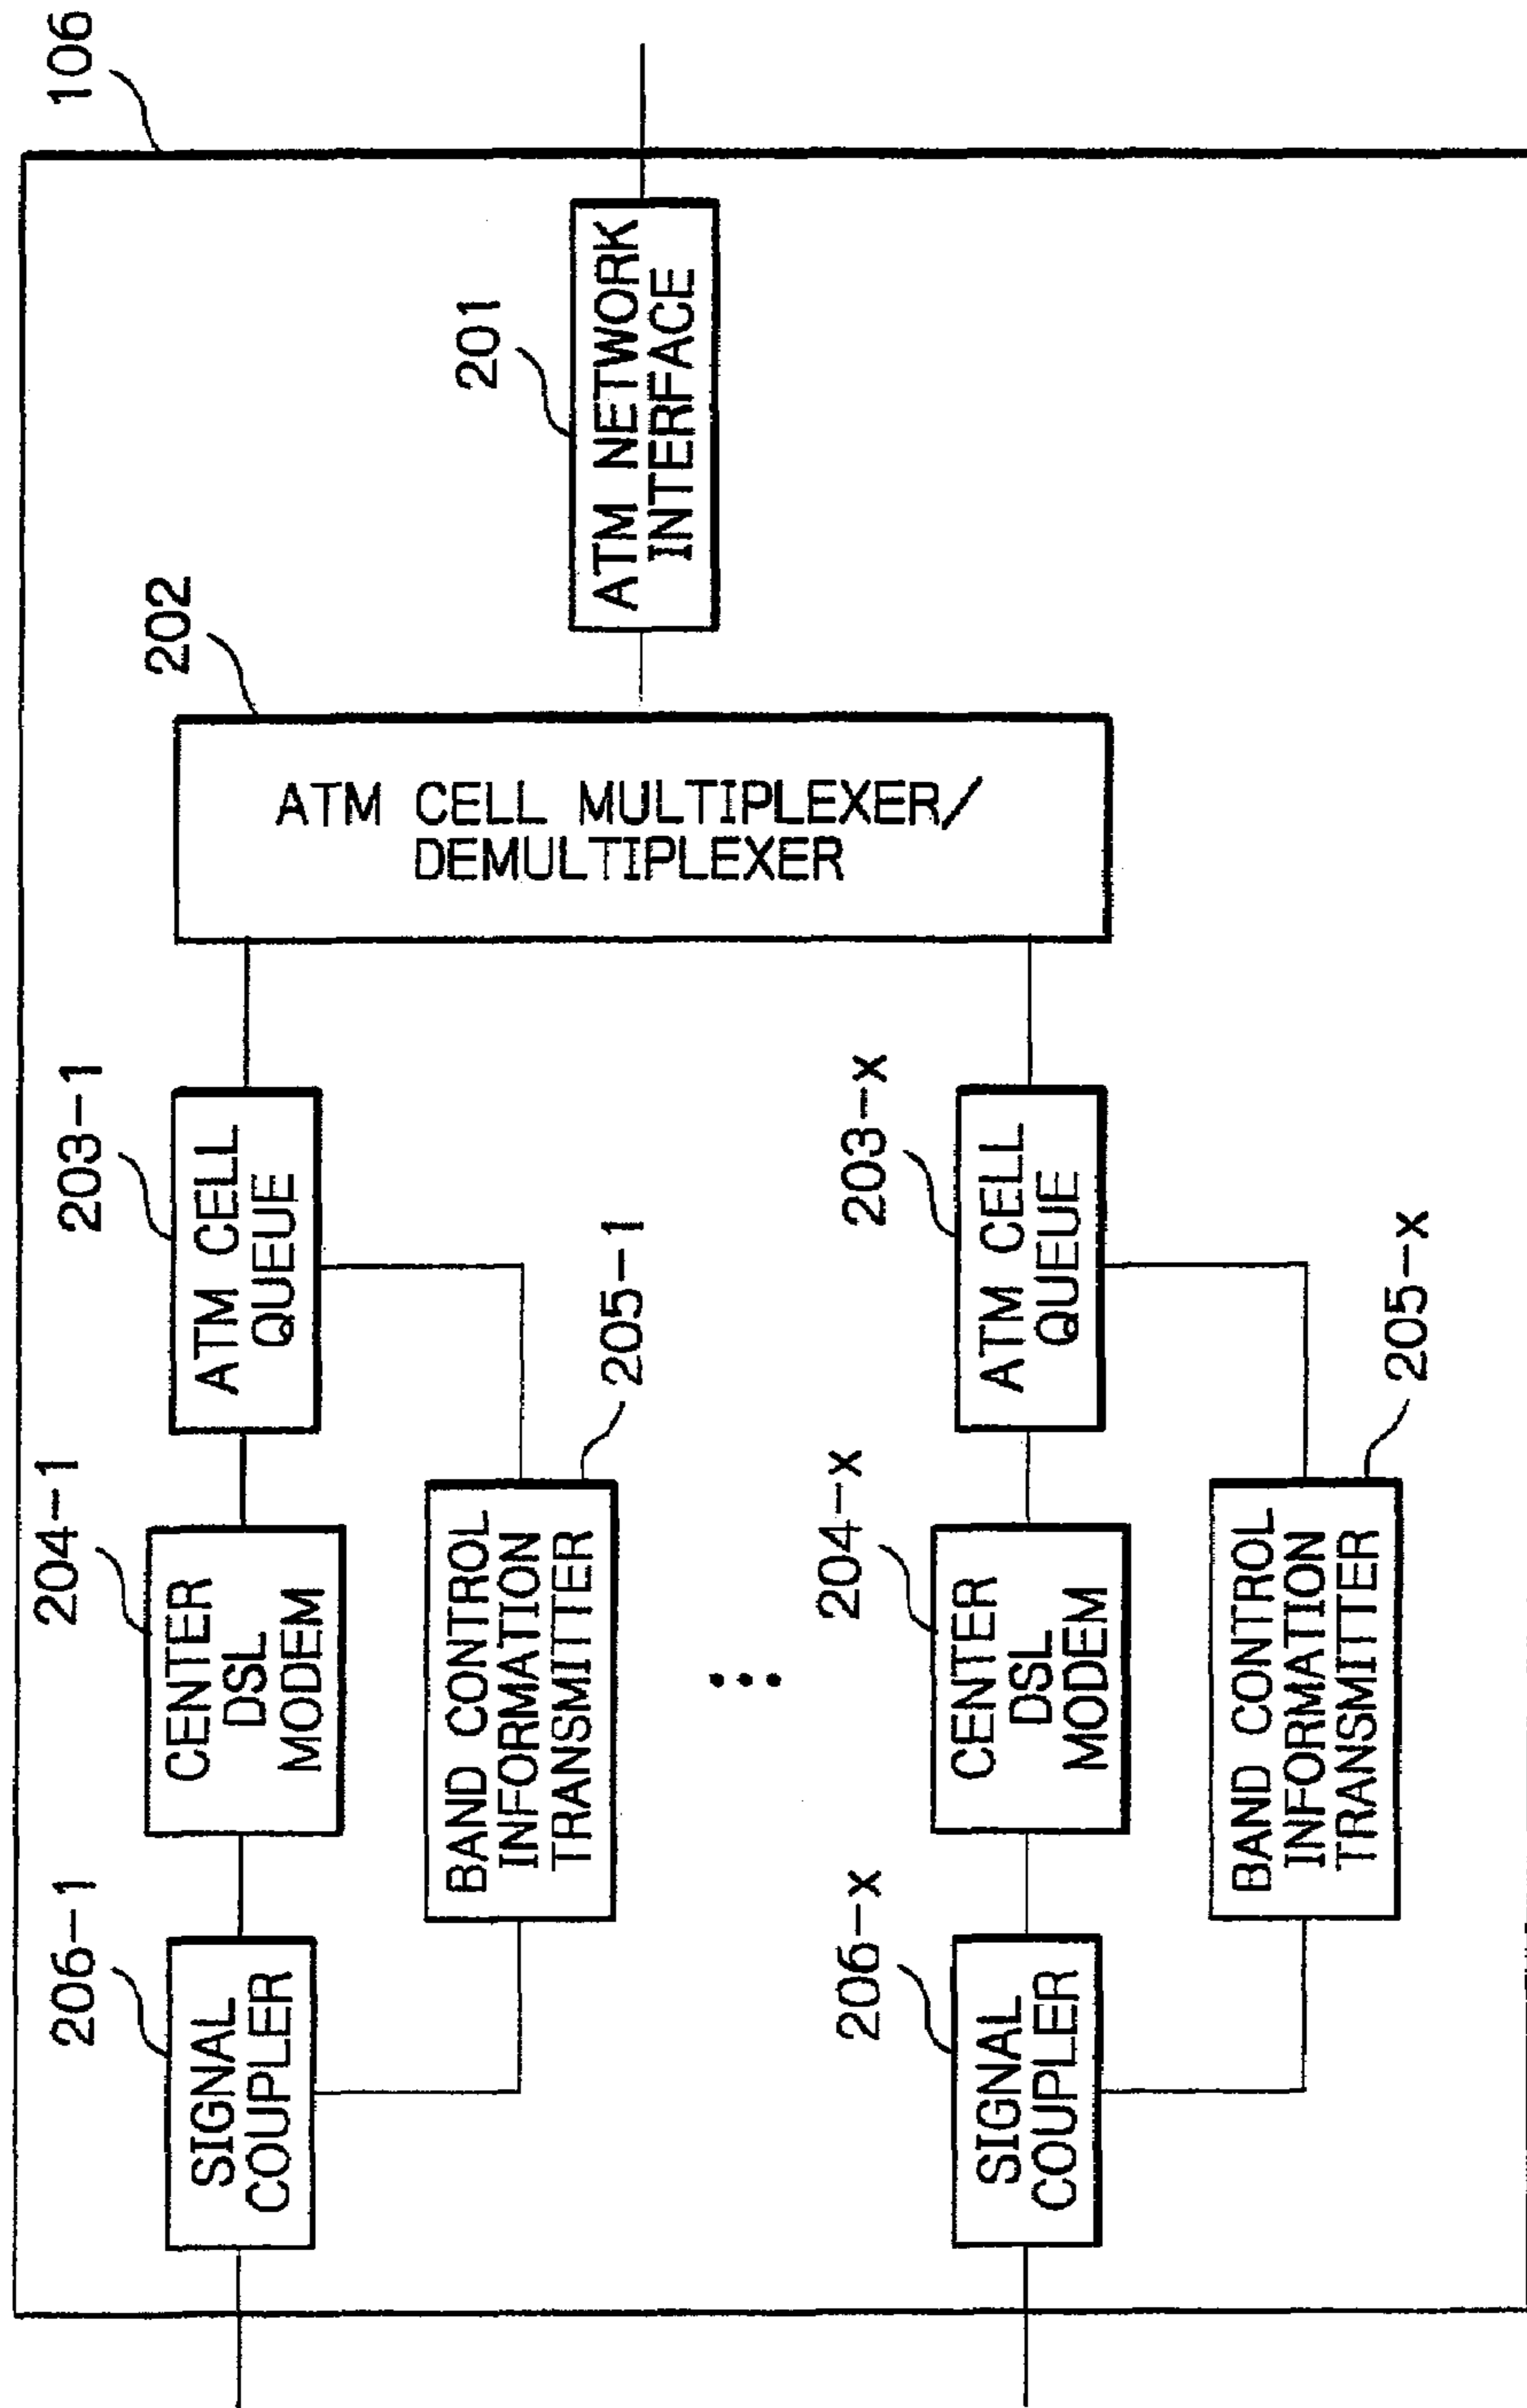 106
201
ATM NETWORK
INTERFACE
202
ATM CELL MULTIPLEXER/
DEMULTIPLEXER
203-1
ATM CELL
QUEUE
204-1
CENTER
DSL
MODEM
205-1
BAND CONTROL
INFORMATION
TRANSMITTER
206-1
SIGNAL
COUPLER
203-x
ATM CELL
QUEUE
204-x
CENTER
DSL
MODEM
205-x
BAND CONTROL
INFORMATION
TRANSMITTER
206-x
SIGNAL
COUPLER